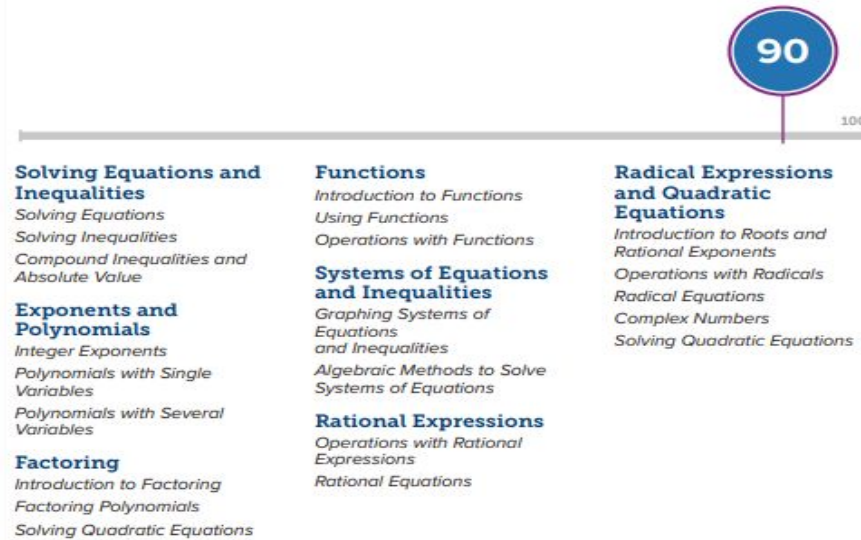 90
100
Solving Equations and
Inequalities
Solving Equations
Solving Inequalities
Compound Inequalities and
Absolute Value
Exponents and
Polynomials
Integer Exponents
Polynomials with Single
Variables
Polynomials with Several
Variables
Factoring
Introduction to Factoring
Factoring Polynomials
Solving Quadratic Equations
Functions
Introduction to Functions
Using Functions
Operations with Functions
Systems of Equations
and Inequalities
Graphing Systems of
Equations
and Inequalities
Algebraic Methods to Solve
Systems of Equations
Rational Expressions
Operations with Rational
Expressions
Rational Equations
Radical Expressions
and Quadratic
Equations
Introduction to Roots and
Rational Exponents
Operations with Radicals
Radical Equations
Complex Numbers
Solving Quadratic Equations